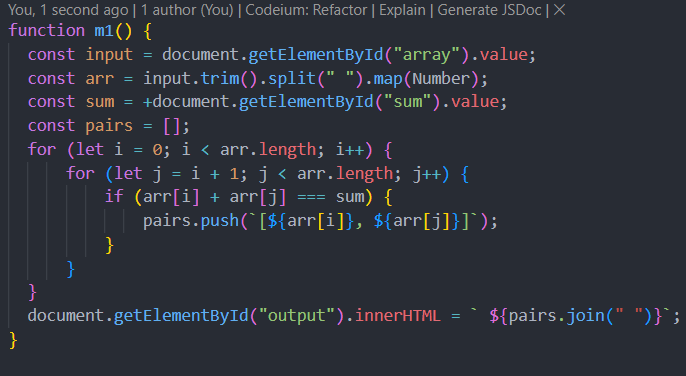 You, 1 second ago | 1 author (You) | Codeium: Refactor | Explain | Generate JSDoc | ×
function m1() {
  const input = document.getElementById("array").value;
  const arr = input.trim().split(" ").map(Number);
  const sum = +document.getElementById("sum").value;
  const pairs = [];
  for (let i = 0; i < arr.length; i++) {
      for (let j = i + 1; j < arr.length; j++) {
          if (arr[i] + arr[j] === sum) {
              pairs.push(`[${arr[i]}, ${arr[j]}]`);
          }
      }
  }
  document.getElementById("output").innerHTML = ` ${pairs.join(" ")}`;
}